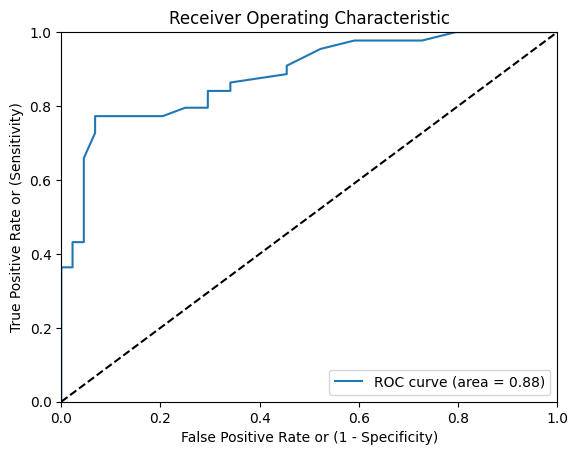 Receiver Operating Characteristic
1.0
0.8
0.6
0.4
0.2
0.0
True Positive Rate or (Sensitivity)
ROC curve (area = 0.88)
0.0 0.2 0.4 0.6 0.8 1.0
False Positive Rate or (1 - Specificity)